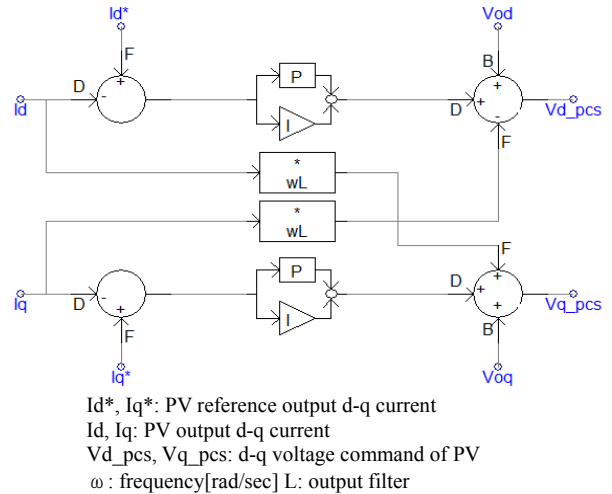 Id* Vod
F B
D - + P + + Vd_pcs
Id I D - F
* wL
* wL
F
D - + P D + + + Vq_pcs
Iq F I B
Iq* Voq
Id*, Iq*: PV reference output d-q current
Id, Iq: PV output d-q current
Vd_pcs, Vq_pcs: d-q voltage command of PV
ω: frequency[rad/sec] L: output filter